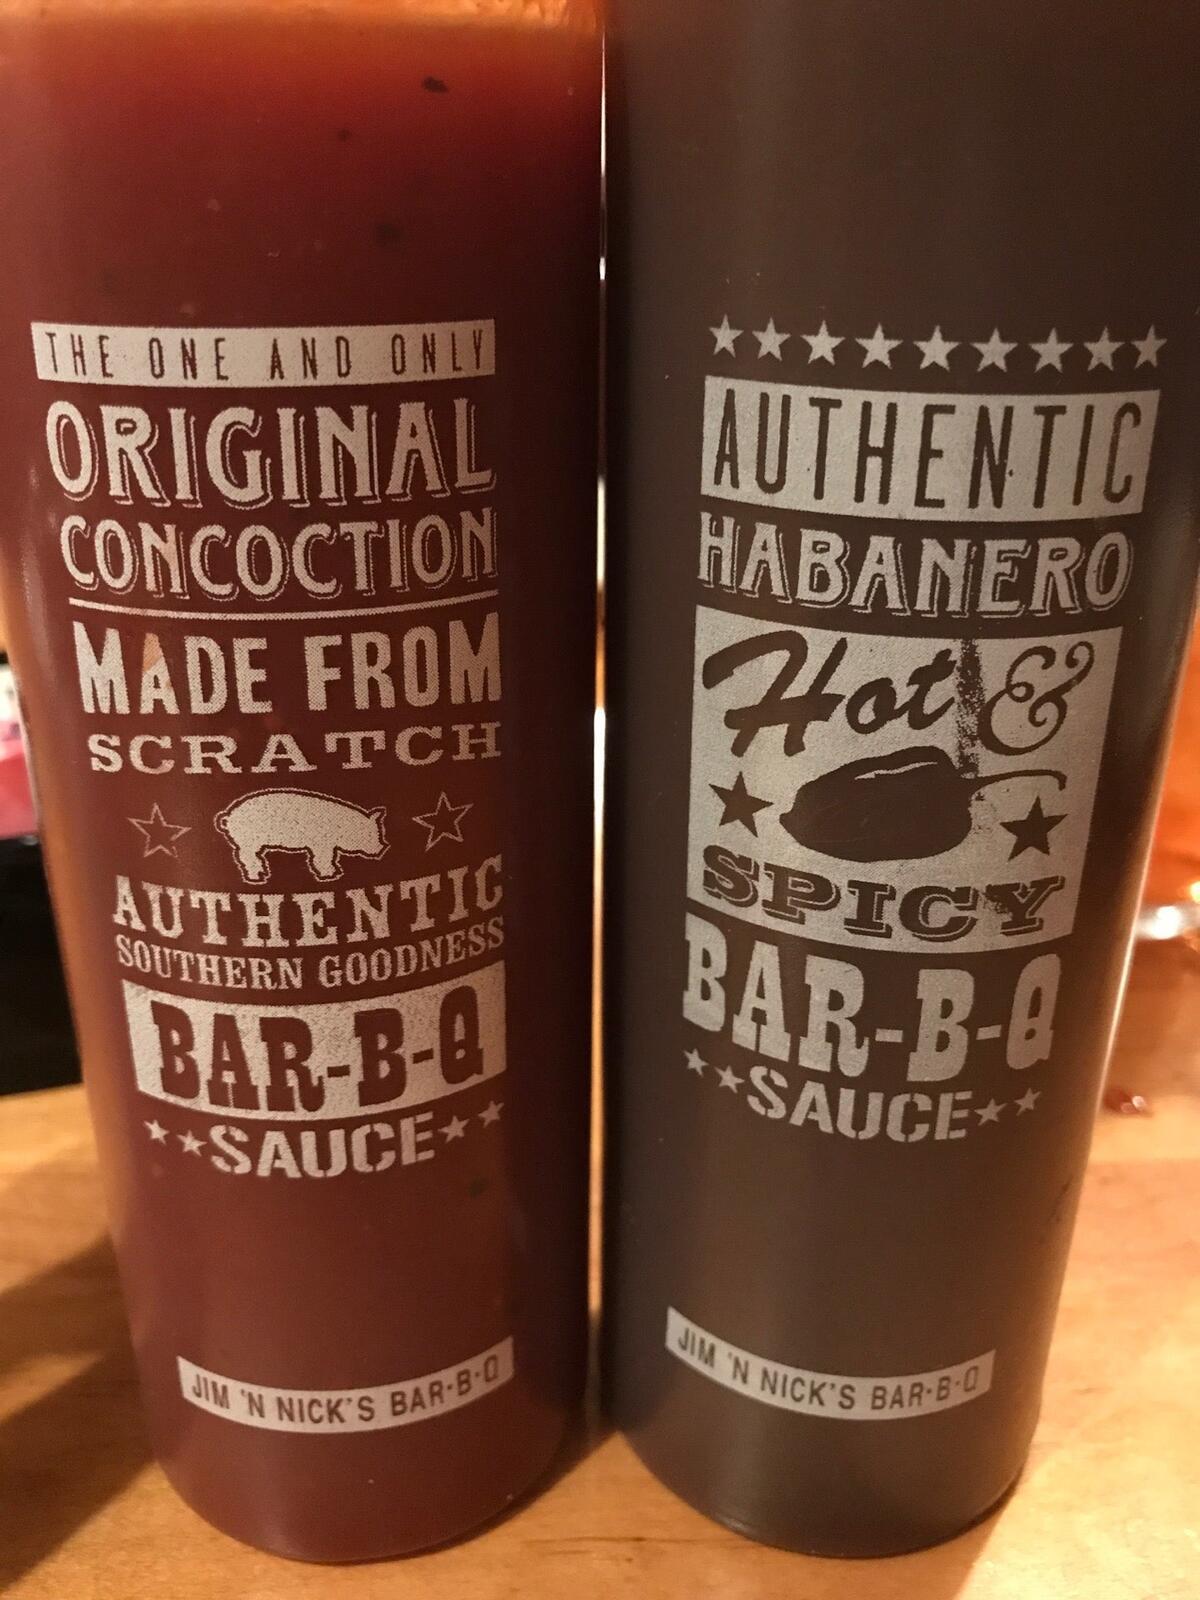 THE ONE AND ONLY
ORIGINAL
CONCOCTION
MADE FROM
SCRATCH
AUTHENTIC
SOUTHERN GOODNESS
BAR-B-Q
SAUCE
JIM 'N NICK'S BAR-B-Q
AUTHENTIC
HABANERO
Hot &
SPICY
BAR-B-Q
SAUCE
JIM 'N NICK'S BAR-B-Q